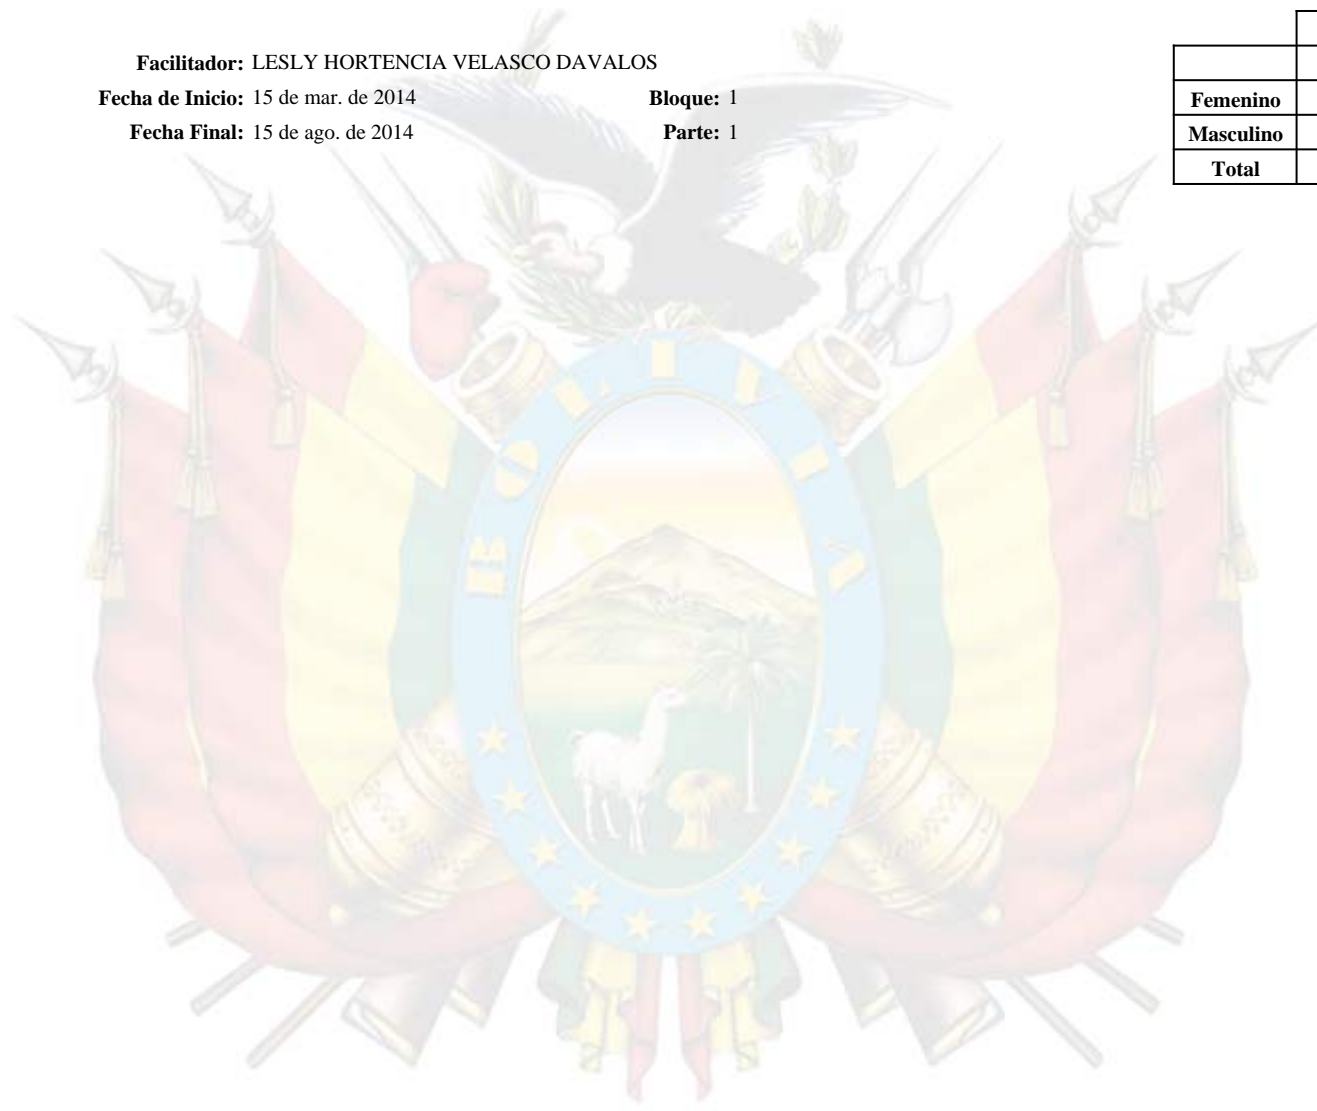 Facilitador: LESLY HORTENCIA VELASCO DAVALOS
Fecha de Inicio: 15 de mar. de 2014 Bloque: 1
Fecha Final: 15 de ago. de 2014 Parte: 1
Femenino
Masculino
Total
BOLIVIA